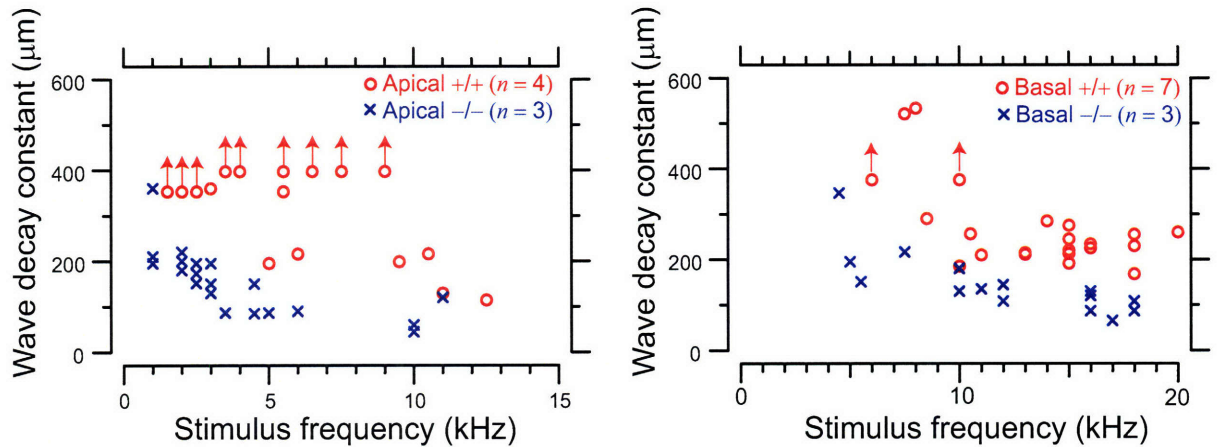 Wave decay constant (μm)
600
400
200
0
Apical +/+ (n = 4)
Apical −/− (n = 3)
0 5 10 15
Stimulus frequency (kHz)
Wave decay constant (μm)
600
400
200
0
Basal +/+ (n = 7)
Basal −/− (n = 3)
0 10 20
Stimulus frequency (kHz)